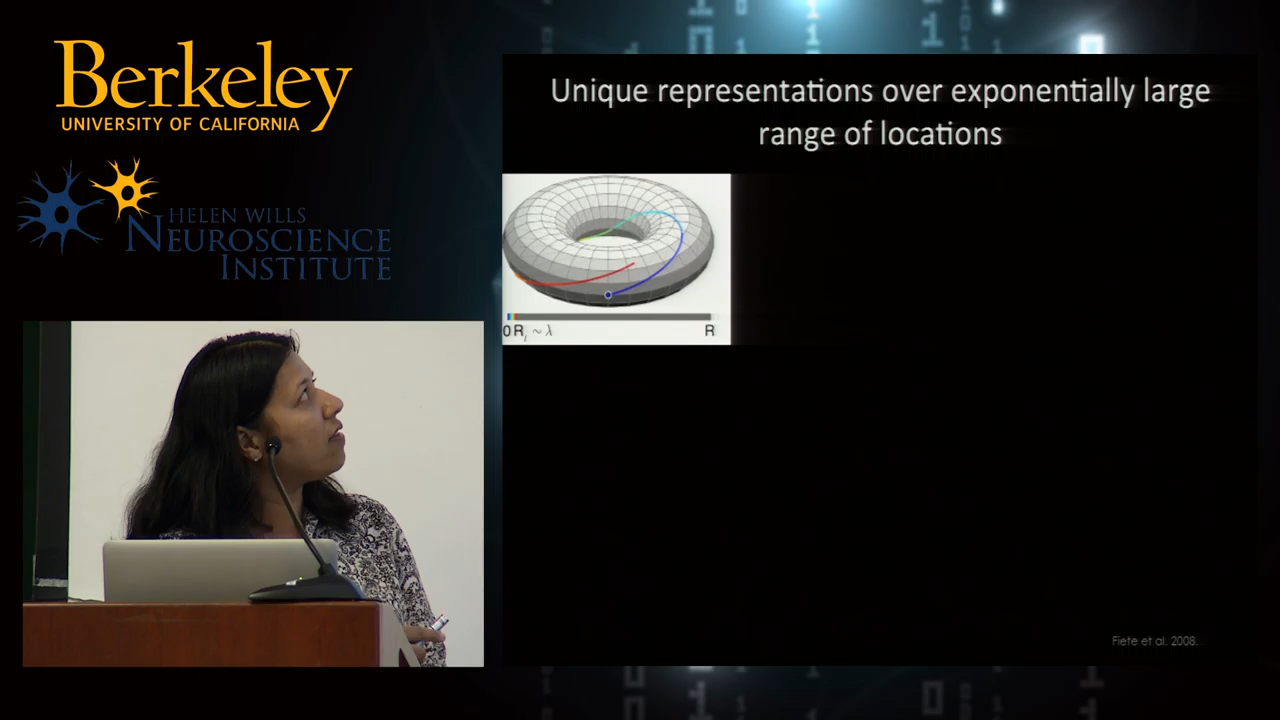 Berkeley
UNIVERSITY OF CALIFORNIA
HELEN WILLS
NEUROSCIENCE
INSTITUTE
Unique representations over exponentially large
range of locations
0 R_i ~ λ R
Fiete et al. 2008.